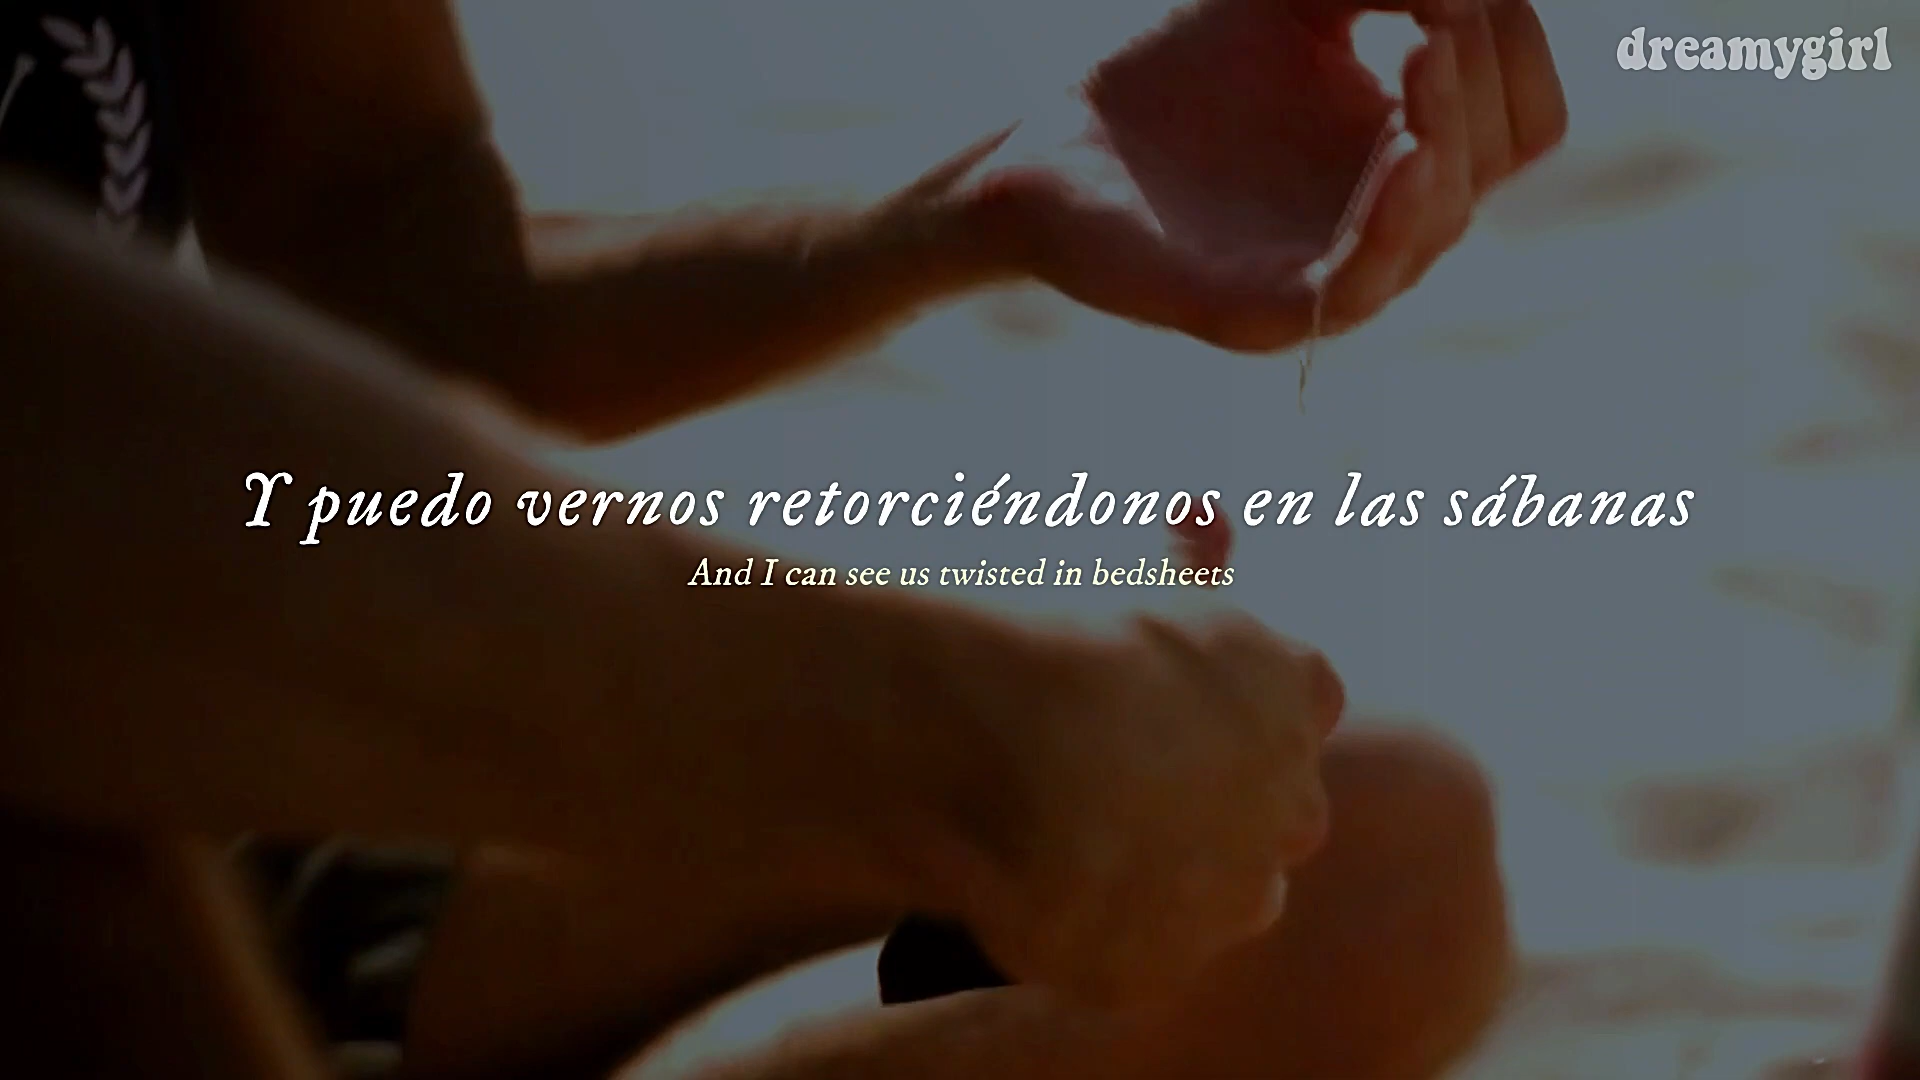 dreamygirl
Y puedo vernos retorciéndonos en las sábanas
And I can see us twisted in bedsheets